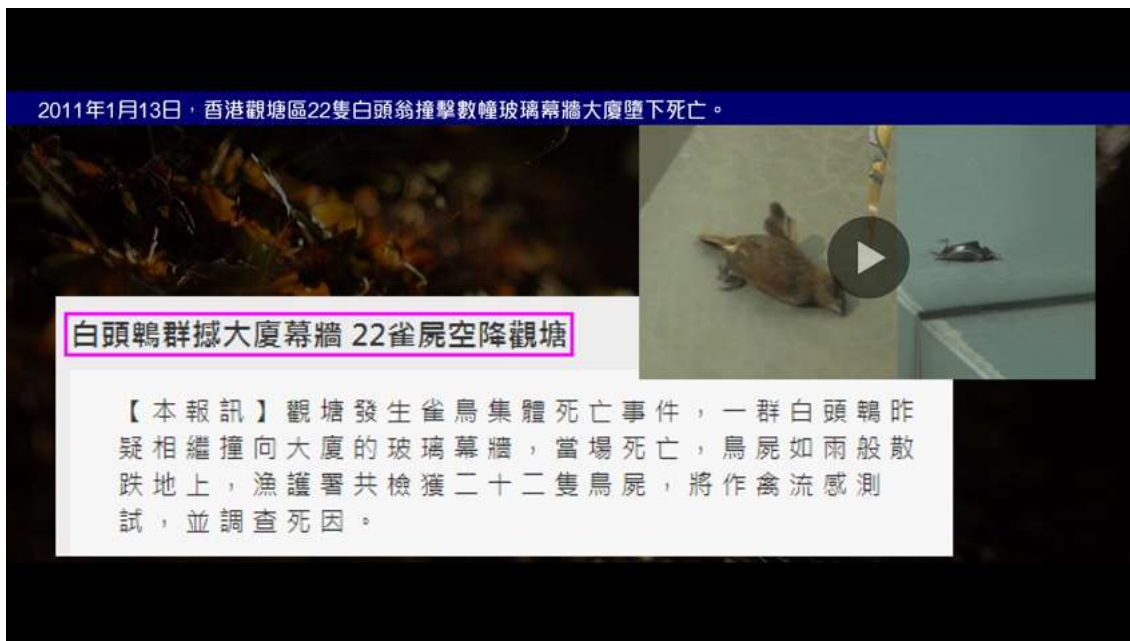 2011年1月13日，香港觀塘區22隻白頭翁撞擊數幢玻璃幕牆大廈墮下死亡。
白頭鵯群撼大廈幕牆 22雀屍空降觀塘
【本報訊】觀塘發生雀鳥集體死亡事件，一群白頭鵯昨
疑相繼撞向大廈的玻璃幕牆，當場死亡，鳥屍如雨般散
跌地上，漁護署共檢獲二十二隻鳥屍，將作禽流感測
試，並調查死因。